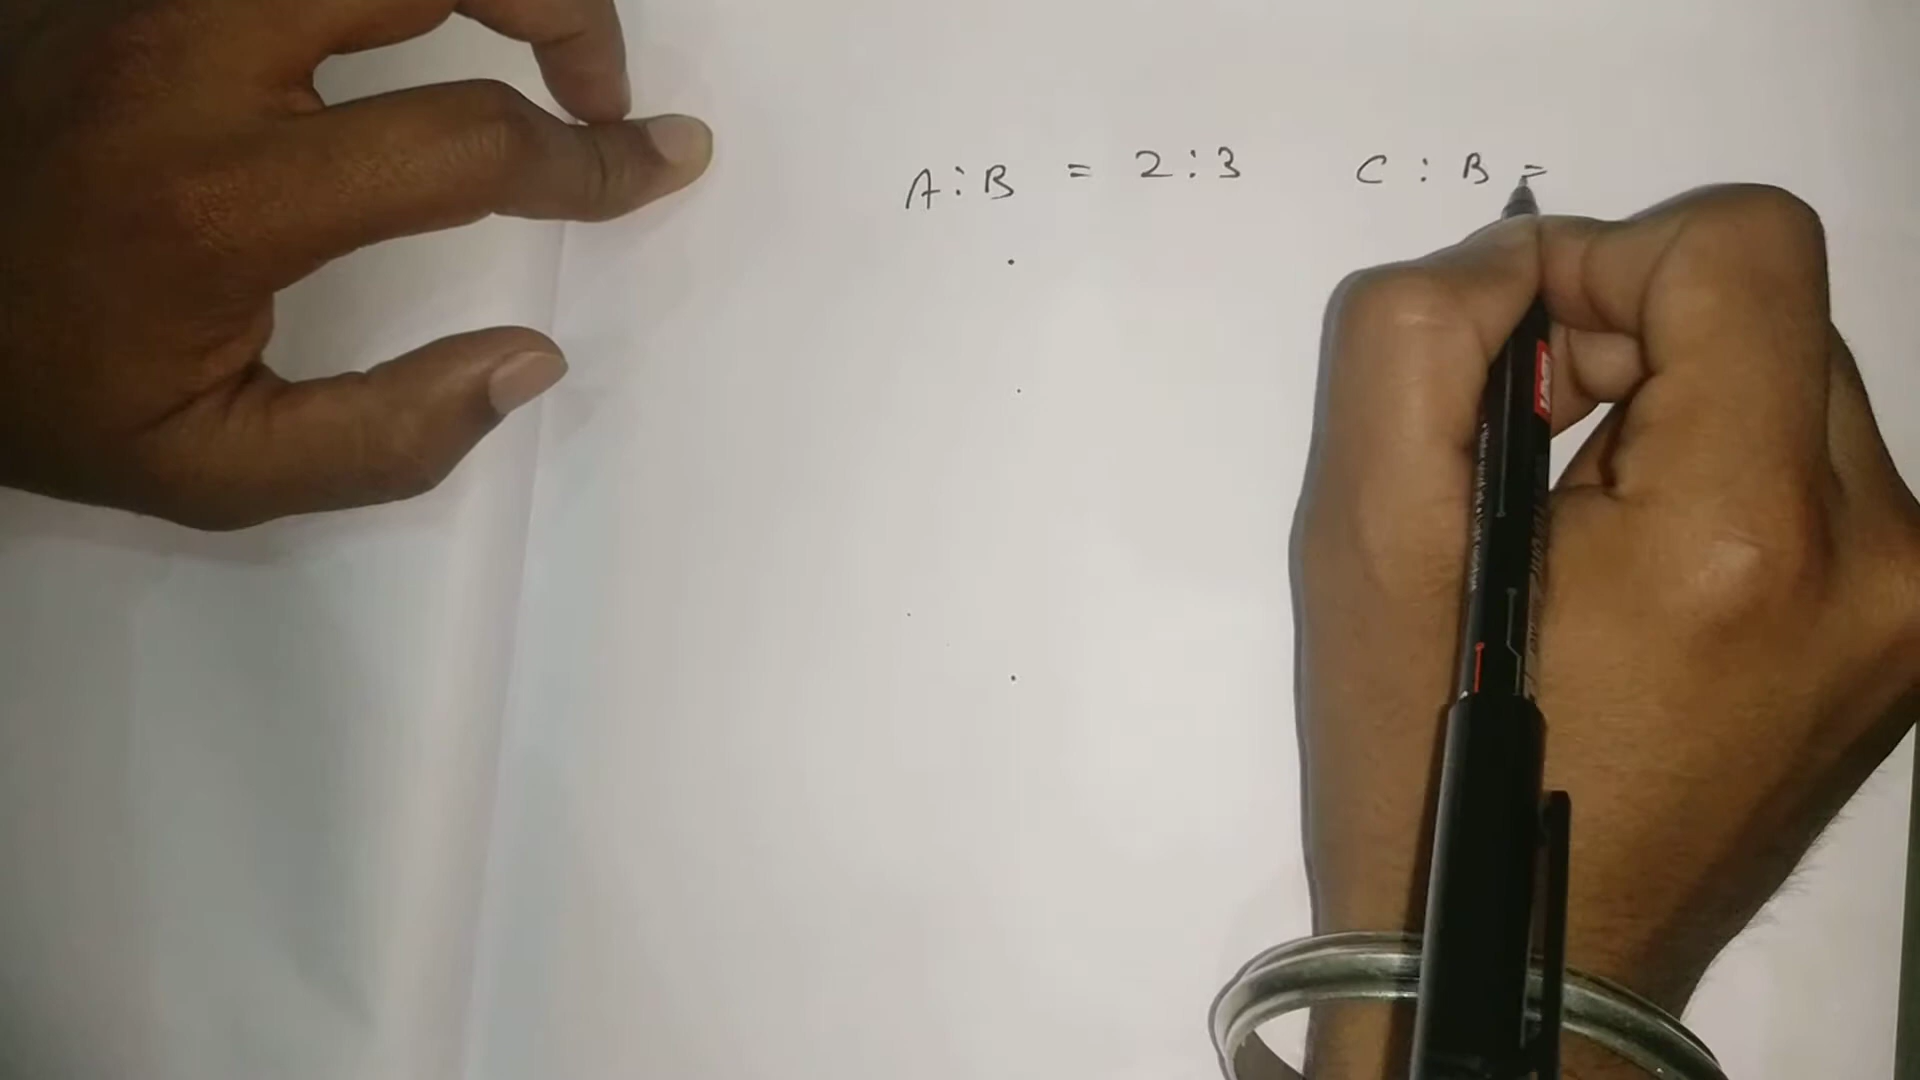 A:B = 2:3 C : B =